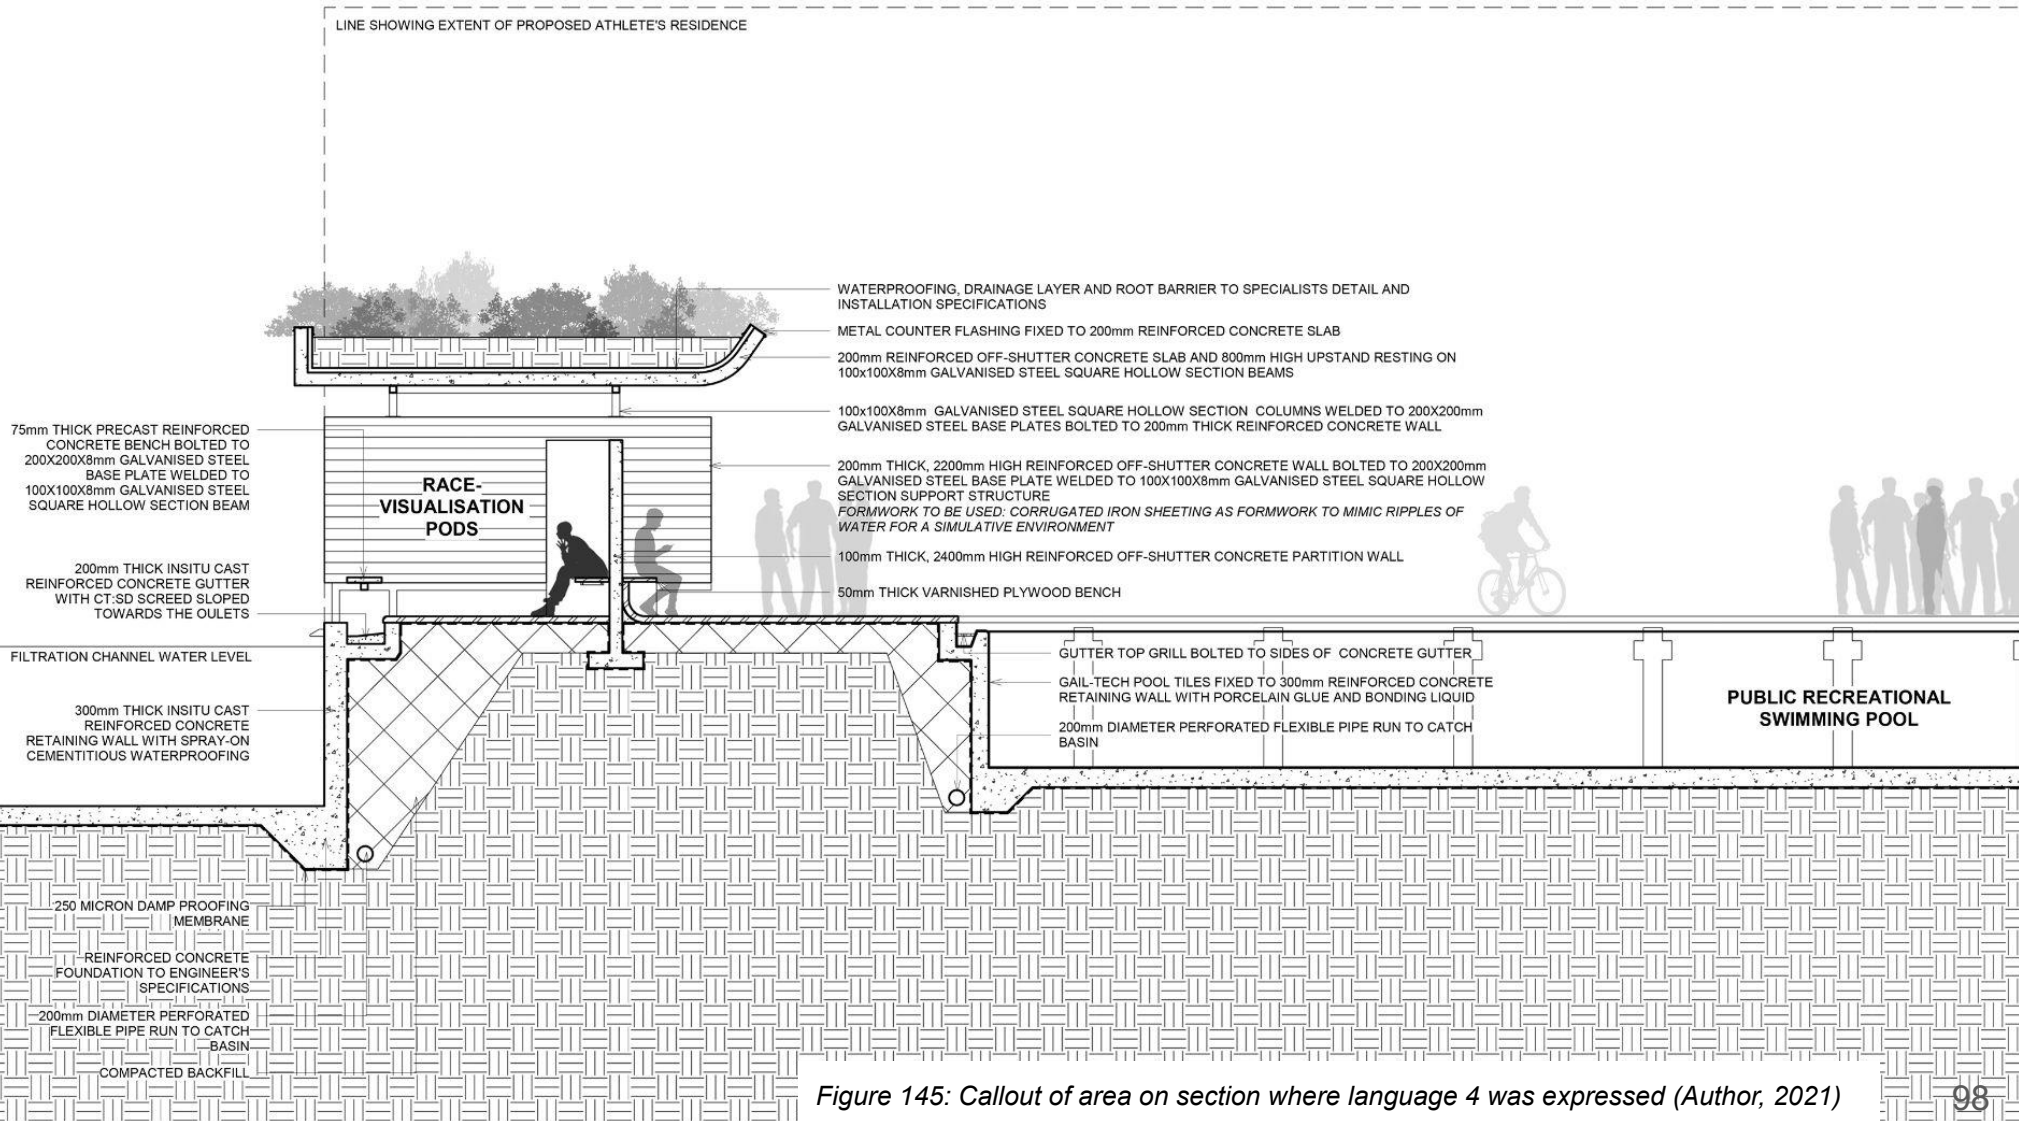 LINE SHOWING EXTENT OF PROPOSED ATHLETE'S RESIDENCE
WATERPROOFING, DRAINAGE LAYER AND ROOT BARRIER TO SPECIALISTS DETAIL AND
INSTALLATION SPECIFICATIONS
METAL COUNTER FLASHING FIXED TO 200mm REINFORCED CONCRETE SLAB
200mm REINFORCED OFF-SHUTTER CONCRETE SLAB AND 800mm HIGH UPSTAND RESTING ON
100x100X8mm GALVANISED STEEL SQUARE HOLLOW SECTION BEAMS
100x100X8mm GALVANISED STEEL SQUARE HOLLOW SECTION COLUMNS WELDED TO 200X200mm
GALVANISED STEEL BASE PLATES BOLTED TO 200mm THICK REINFORCED CONCRETE WALL
200mm THICK, 2200mm HIGH REINFORCED OFF-SHUTTER CONCRETE WALL BOLTED TO 200X200mm
GALVANISED STEEL BASE PLATE WELDED TO 100X100X8mm GALVANISED STEEL SQUARE HOLLOW
SECTION SUPPORT STRUCTURE
FORMWORK TO BE USED: CORRUGATED IRON SHEETING AS FORMWORK TO MIMIC RIPPLES OF
WATER FOR A SIMULATIVE ENVIRONMENT
100mm THICK, 2400mm HIGH REINFORCED OFF-SHUTTER CONCRETE PARTITION WALL
50mm THICK VARNISHED PLYWOOD BENCH
75mm THICK PRECAST REINFORCED
CONCRETE BENCH BOLTED TO
200X200X8mm GALVANISED STEEL
BASE PLATE WELDED TO
100X100X8mm GALVANISED STEEL
SQUARE HOLLOW SECTION BEAM
RACE-
VISUALISATION
PODS
200mm THICK INSITU CAST
REINFORCED CONCRETE GUTTER
WITH CT:SD SCREED SLOPED
TOWARDS THE OULETS
FILTRATION CHANNEL WATER LEVEL
300mm THICK INSITU CAST
REINFORCED CONCRETE
RETAINING WALL WITH SPRAY-ON
CEMENTITIOUS WATERPROOFING
GUTTER TOP GRILL BOLTED TO SIDES OF CONCRETE GUTTER
GAIL-TECH POOL TILES FIXED TO 300mm REINFORCED CONCRETE
RETAINING WALL WITH PORCELAIN GLUE AND BONDING LIQUID
200mm DIAMETER PERFORATED FLEXIBLE PIPE RUN TO CATCH
BASIN
PUBLIC RECREATIONAL
SWIMMING POOL
250 MICRON DAMP PROOFING
MEMBRANE
REINFORCED CONCRETE
FOUNDATION TO ENGINEER'S
SPECIFICATIONS
200mm DIAMETER PERFORATED
FLEXIBLE PIPE RUN TO CATCH
BASIN
COMPACTED BACKFILL
Figure 145: Callout of area on section where language 4 was expressed (Author, 2021)
98